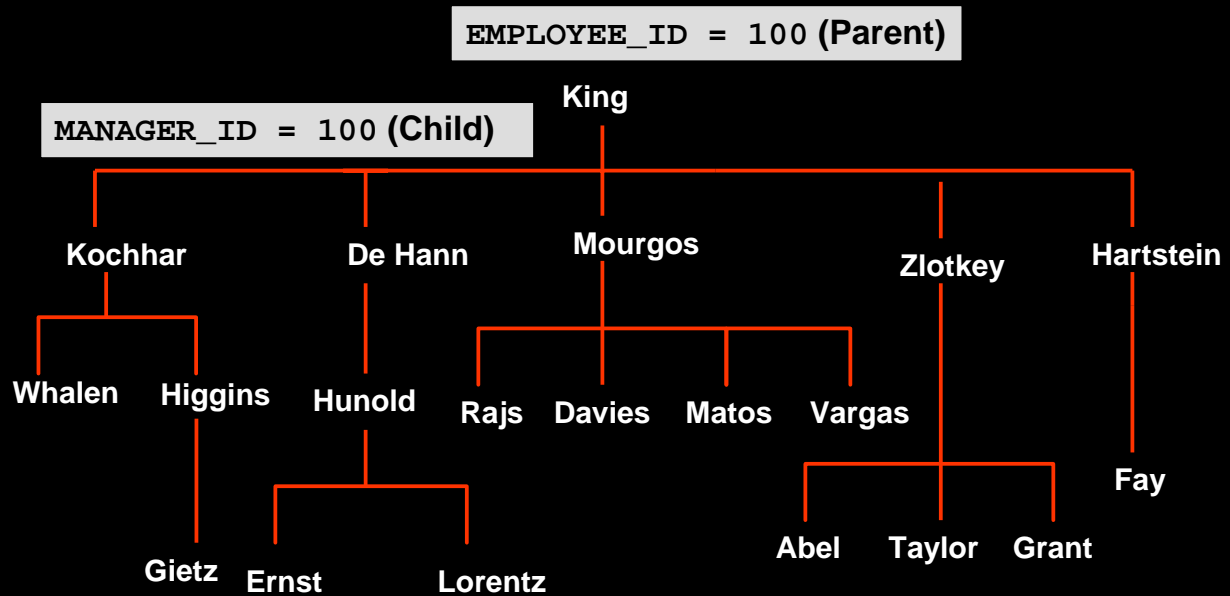 EMPLOYEE_ID = 100 (Parent)
King
MANAGER_ID = 100 (Child)
Kochhar
De Hann
Mourgos
Zlotkey
Hartstein
Whalen
Higgins
Hunold
Rajs
Davies
Matos
Vargas
Fay
Gietz
Ernst
Lorentz
Abel
Taylor
Grant